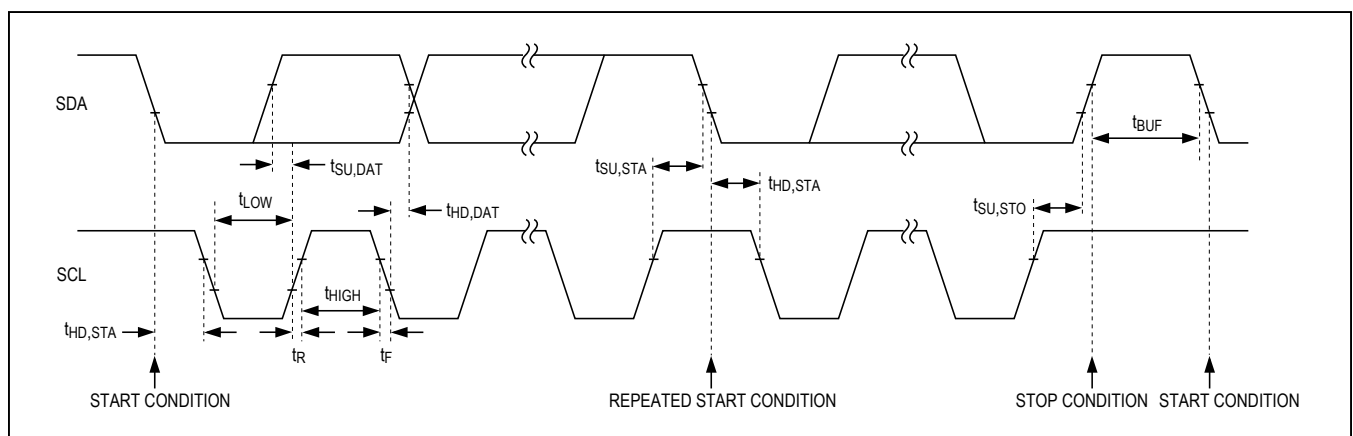 SDA
tBUF
tSU,DAT
tSU,STA
tHD,STA
tLOW
tHD,DAT
tSU,STO
SCL
tHIGH
tHD,STA
tR
tF
START CONDITION
REPEATED START CONDITION
STOP CONDITION
START CONDITION